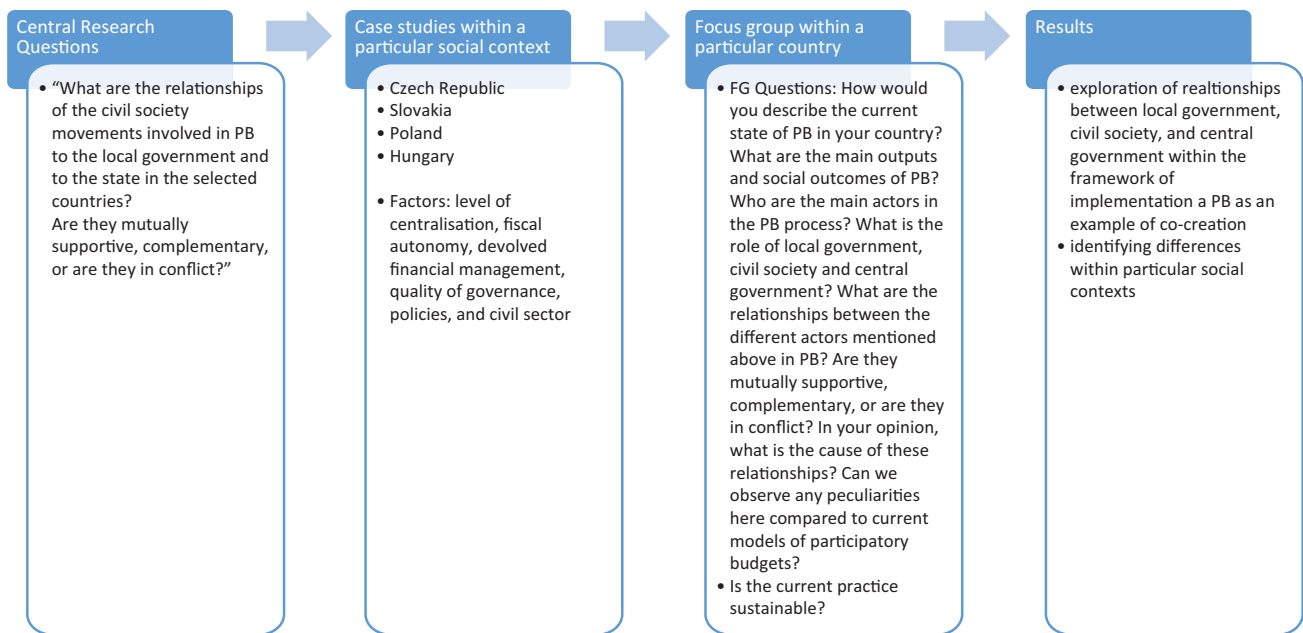 Central Research
Questions
• “What are the relationships
of the civil society
movements involved in PB
to the local government and
to the state in the selected
countries?
Are they mutually
supportive, complementary,
or are they in conflict?”
Case studies within a
particular social context
• Czech Republic
• Slovakia
• Poland
• Hungary
• Factors: level of
centralisation, fiscal
autonomy, devolved
financial management,
quality of governance,
policies, and civil sector
Focus group within a
particular country
• FG Questions: How would
you describe the current
state of PB in your country?
What are the main outputs
and social outcomes of PB?
Who are the main actors in
the PB process? What is the
role of local government,
civil society and central
government? What are the
relationships between the
different actors mentioned
above in PB? Are they
mutually supportive,
complementary, or are they
in conflict? In your opinion,
what is the cause of these
relationships? Can we
observe any peculiarities
here compared to current
models of participatory
budgets?
• Is the current practice
sustainable?
Results
• exploration of realtionships
between local government,
civil society, and central
government within the
framework of
implementation a PB as an
example of co-creation
• identifying differences
within particular social
contexts